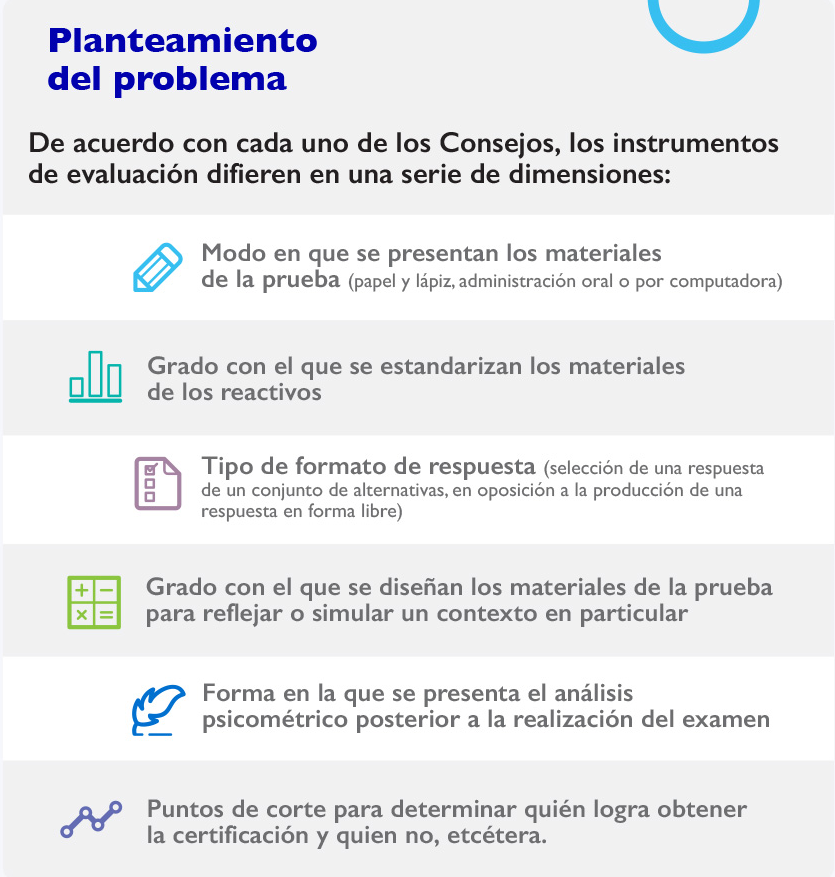 Planteamiento
del problema
De acuerdo con cada uno de los Consejos, los instrumentos
de evaluación difieren en una serie de dimensiones:
Modo en que se presentan los materiales
de la prueba (papel y lápiz, administración oral o por computadora)
Grado con el que se estandarizan los materiales
de los reactivos
Tipo de formato de respuesta (selección de una respuesta
de un conjunto de alternativas, en oposición a la producción de una
respuesta en forma libre)
Grado con el que se diseñan los materiales de la prueba
para reflejar o simular un contexto en particular
Forma en la que se presenta el análisis
psicométrico posterior a la realización del examen
Puntos de corte para determinar quién logra obtener
la certificación y quien no, etcétera.